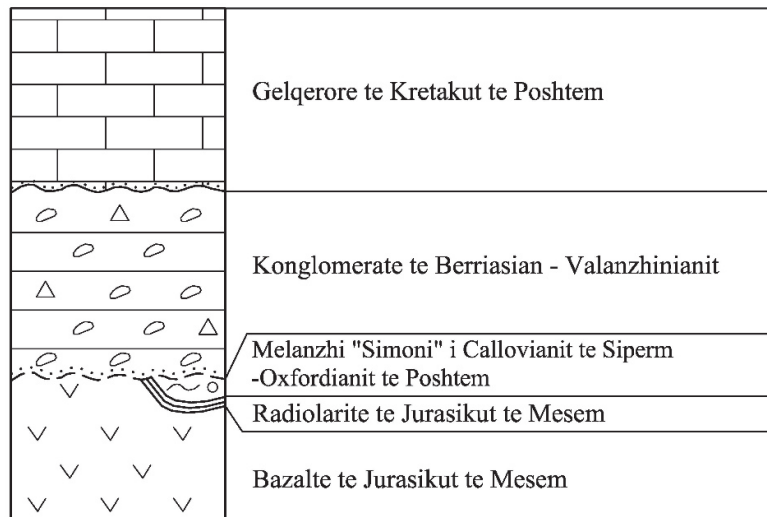 Gelqerore te Kretakut te Poshtem
Konglomerate te Berriasian - Valanzhinianit
Melanzhi "Simoni" i Callovianit te Siperm
-Oxfordianit te Poshtem
Radiolarite te Jurasikut te Mesem
Bazalte te Jurasikut te Mesem